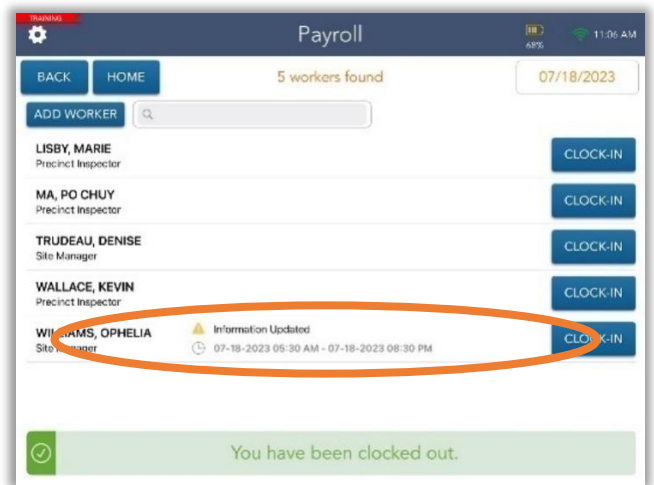 TRAINING
Payroll
68%
11:06 AM
BACK
HOME
5 workers found
07/18/2023
ADD WORKER
LISBY, MARIE
Precinct Inspector
CLOCK-IN
MA, PO CHUY
Precinct Inspector
CLOCK-IN
TRUDEAU, DENISE
Site Manager
CLOCK-IN
WALLACE, KEVIN
Precinct Inspector
CLOCK-IN
WILLIAMS, OPHELIA
Site Manager
Information Updated
07-18-2023 05:30 AM - 07-18-2023 08:30 PM
CLOCK-IN
You have been clocked out.